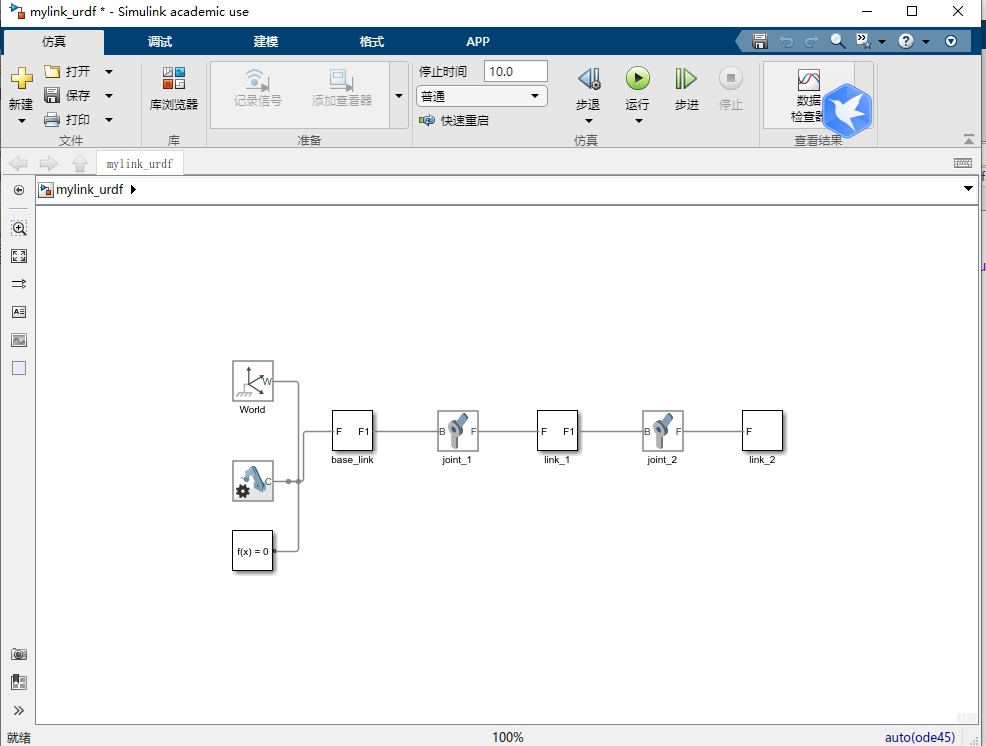 mylink_urdf * - Simulink academic use
仿真 调试 建模 格式 APP
新建
打开
保存
打印
文件
库浏览器
库
记录信号
添加查看器
准备
停止时间 10.0
普通
快速重启
步退
运行
步进
停止
仿真
数据
检查器
查看结果
mylink_urdf
mylink_urdf
W
World
C
f(x) = 0
F F1
base_link
B F
joint_1
F F1
link_1
B F
joint_2
F
link_2
就绪 100% auto(ode45)